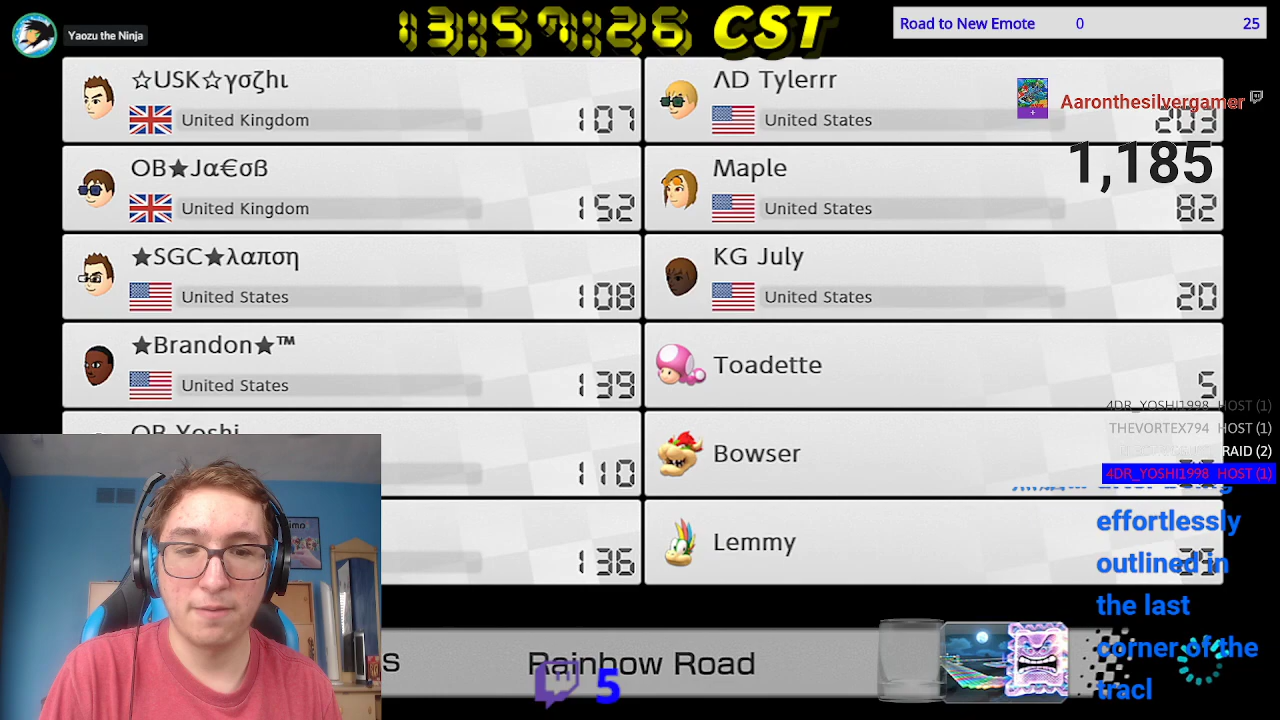 Yaozu the Ninja
13:57:26 CST
Road to New Emote 0 25
☆USK☆γσζhι
United Kingdom 107
OB★Jα€σß
United Kingdom 152
★SGC★λαπση
United States 108
★Brandon★™
United States 139
OB Yoshi
110
136
ΛD Tylerrr
United States 203
Aaronthesilvergamer
1,185
Maple
United States 82
KG July
United States 20
Toadette
5
Bowser
Lemmy
4DR_YOSHI1998 HOST (1)
THEVORTEX794 HOST (1)
RAID (2)
4DR_YOSHI1998 HOST (1)
effortlessly
outlined in
the last
corner of the
tracl
s Rainbow Road
5